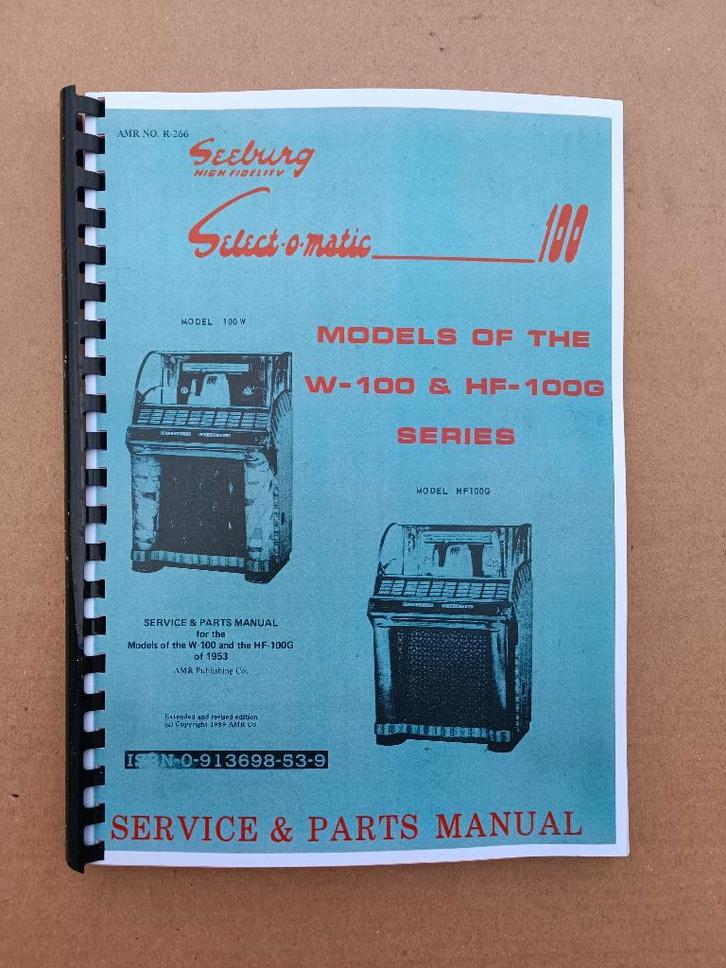 AMR NO. R-266
Seeburg
HIGH FIDELITY
Select-o-matic 100
MODEL 100W
MODELS OF THE
W-100 & HF-100G
SERIES
MODEL HF100G
SERVICE & PARTS MANUAL
for the
Models of the W-100 and the HF-100G
of 1953
AMR Publishing Co.
Extended and revised edition
(c) Copyright 1989 AMR Co.
ISBN-0-913698-53-9
SERVICE & PARTS MANUAL